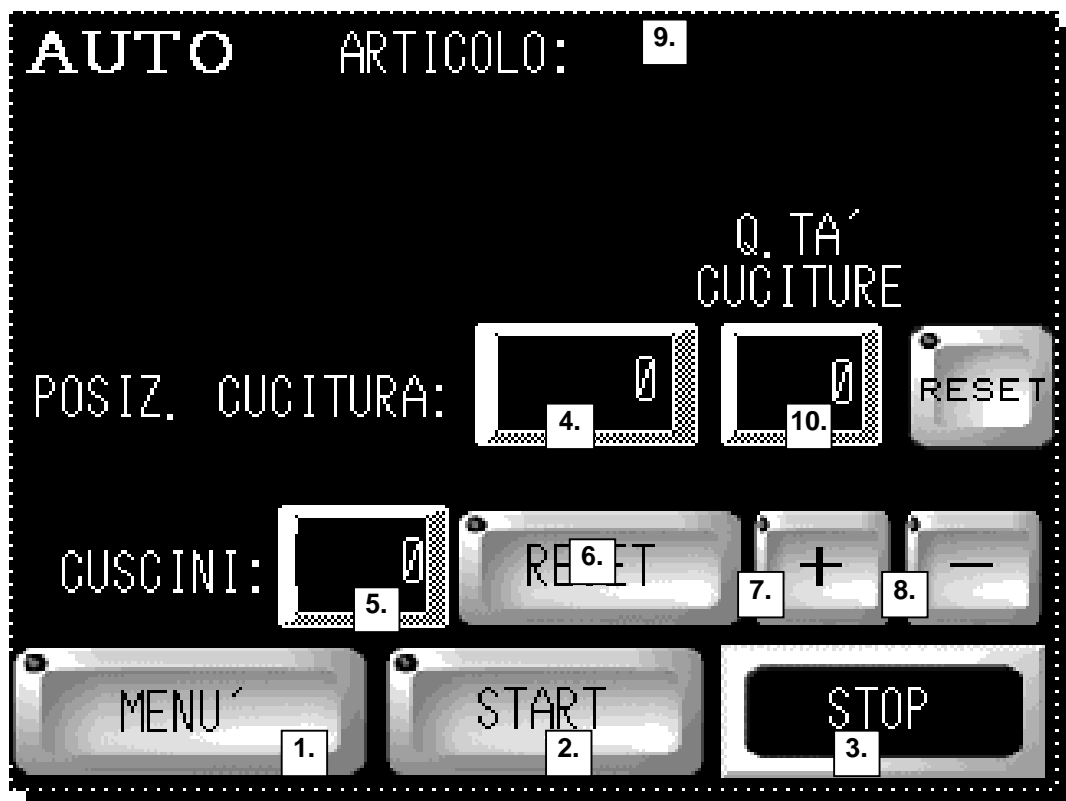 AUTO ARTICOLO: 9.
Q.TA´
CUCITURE
POSIZ. CUCITURA: 0 4. 0 10. RESET
CUSCINI: 0 5. RESET 6. 7. + 8. -
MENU´ 1. START 2. STOP 3.